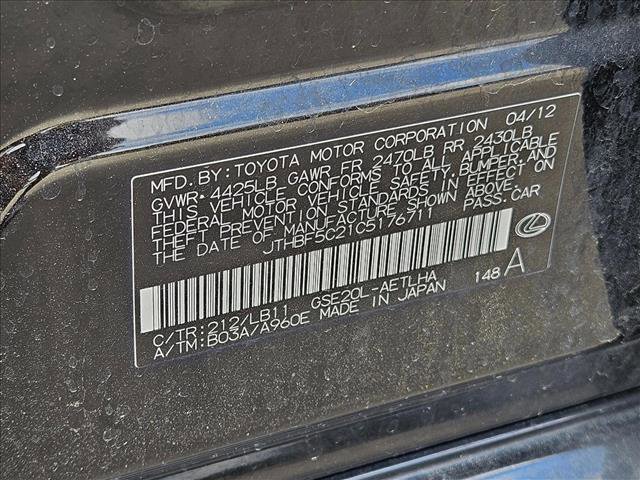 MFD. BY: TOYOTA MOTOR CORPORATION 04/12
GVWR. 4425LB GAWR FR 2470LB RR 2430LB
THIS VEHICLE CONFORMS TO ALL APPLICABLE
FEDERAL MOTOR VEHICLE SAFETY, BUMPER, AND
THEFT PREVENTION STANDARDS IN EFFECT ON
THE DATE OF MANUFACTURE SHOWN ABOVE.
JTHBF5C21C5176711 PASS. CAR
C/TR: 212/LB11 GSE20L-AETLHA 148 A
A/TM: B03A/A960E MADE IN JAPAN